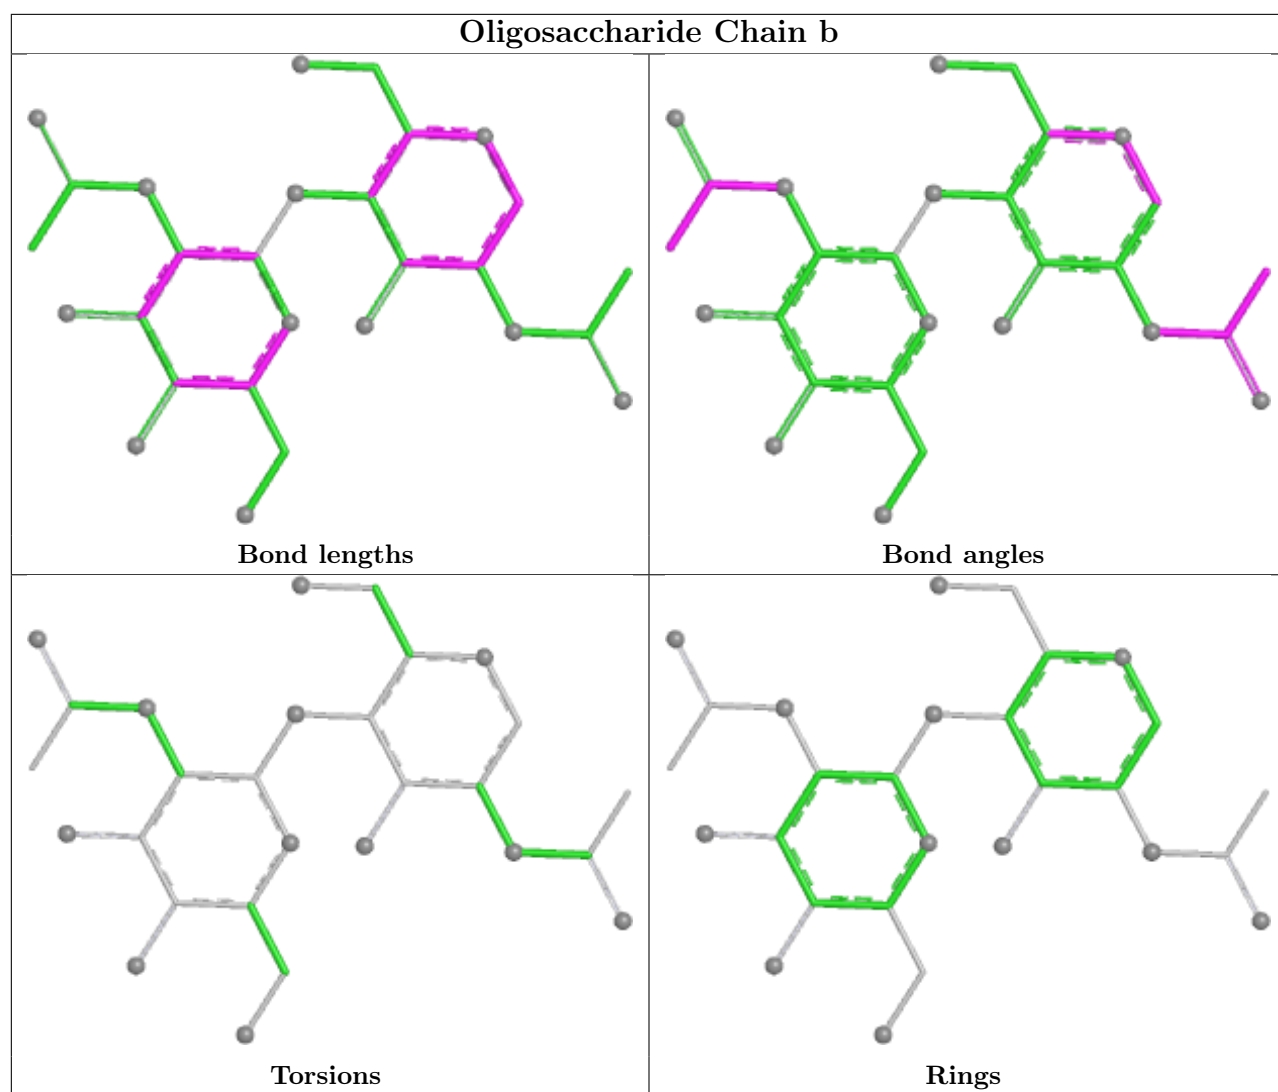 Oligosaccharide Chain b
Bond lengths
Bond angles
Torsions
Rings